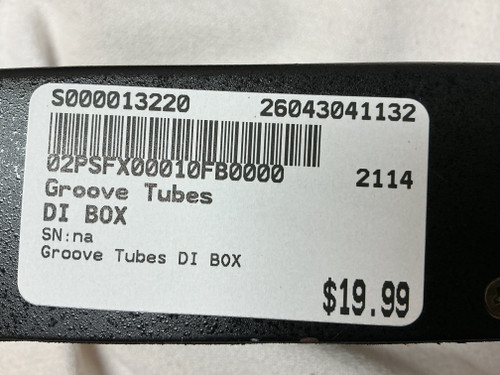 S000013220 26043041132
02PSFX00010FB0000 2114
Groove Tubes
DI BOX
SN:na
Groove Tubes DI BOX
$19.99